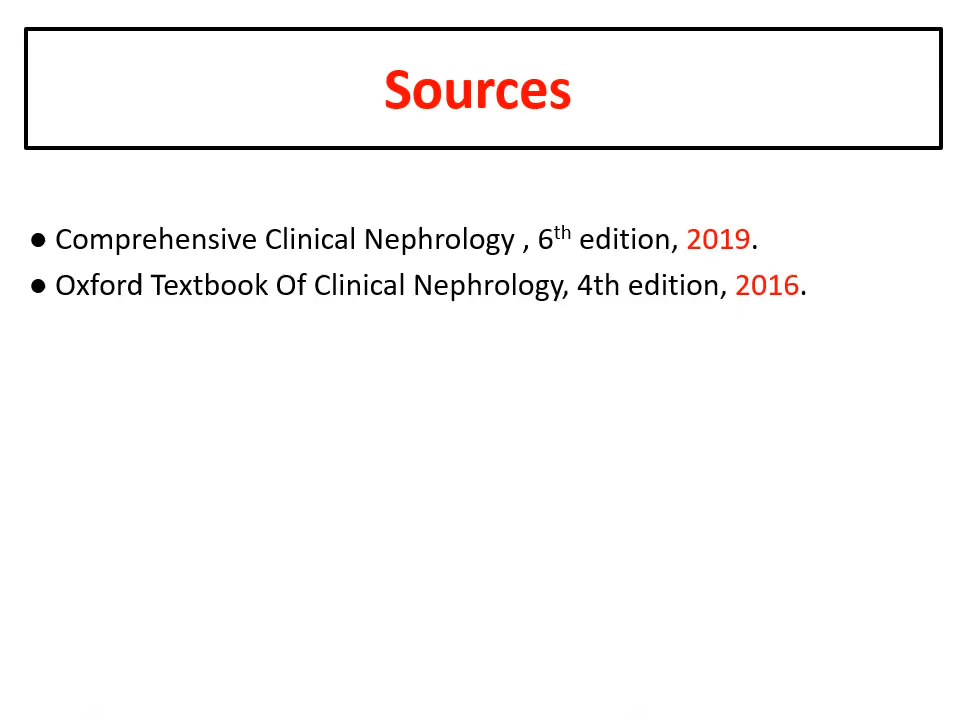 Sources
● Comprehensive Clinical Nephrology , 6th edition, 2019.
● Oxford Textbook Of Clinical Nephrology, 4th edition, 2016.